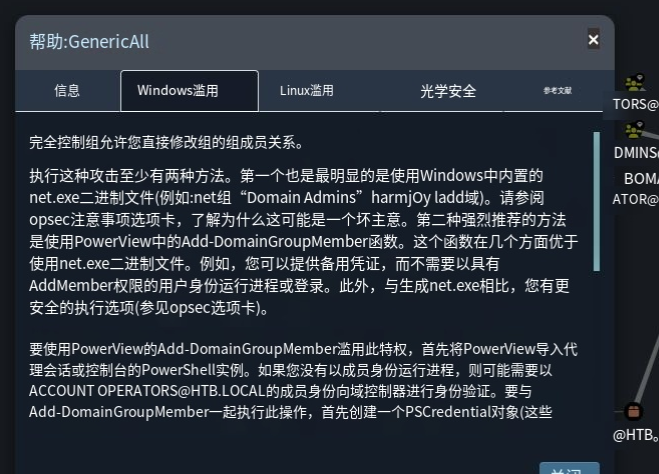 帮助:GenericAll
×
信息
Windows滥用
Linux滥用
光学安全
参考文献
完全控制组允许您直接修改组的组成员关系。
执行这种攻击至少有两种方法。第一个也是最明显的是使用Windows中内置的
net.exe二进制文件(例如:net组“Domain Admins”harmjOy ladd域)。请参阅
opsec注意事项选项卡，了解为什么这可能是一个坏主意。第二种强烈推荐的方法
是使用PowerView中的Add-DomainGroupMember函数。这个函数在几个方面优于
使用net.exe二进制文件。例如，您可以提供备用凭证，而不需要以具有
AddMember权限的用户身份运行进程或登录。此外，与生成net.exe相比，您有更
安全的执行选项(参见opsec选项卡)。
要使用PowerView的Add-DomainGroupMember滥用此特权，首先将PowerView导入代
理会话或控制台的PowerShell实例。如果您没有以成员身份运行进程，则可能需要以
ACCOUNT OPERATORS@HTB.LOCAL的成员身份向域控制器进行身份验证。要与
Add-DomainGroupMember一起执行此操作，首先创建一个PSCredential对象(这些
TORS@
DMINS@
BOMA
ATOR@
@HTB.